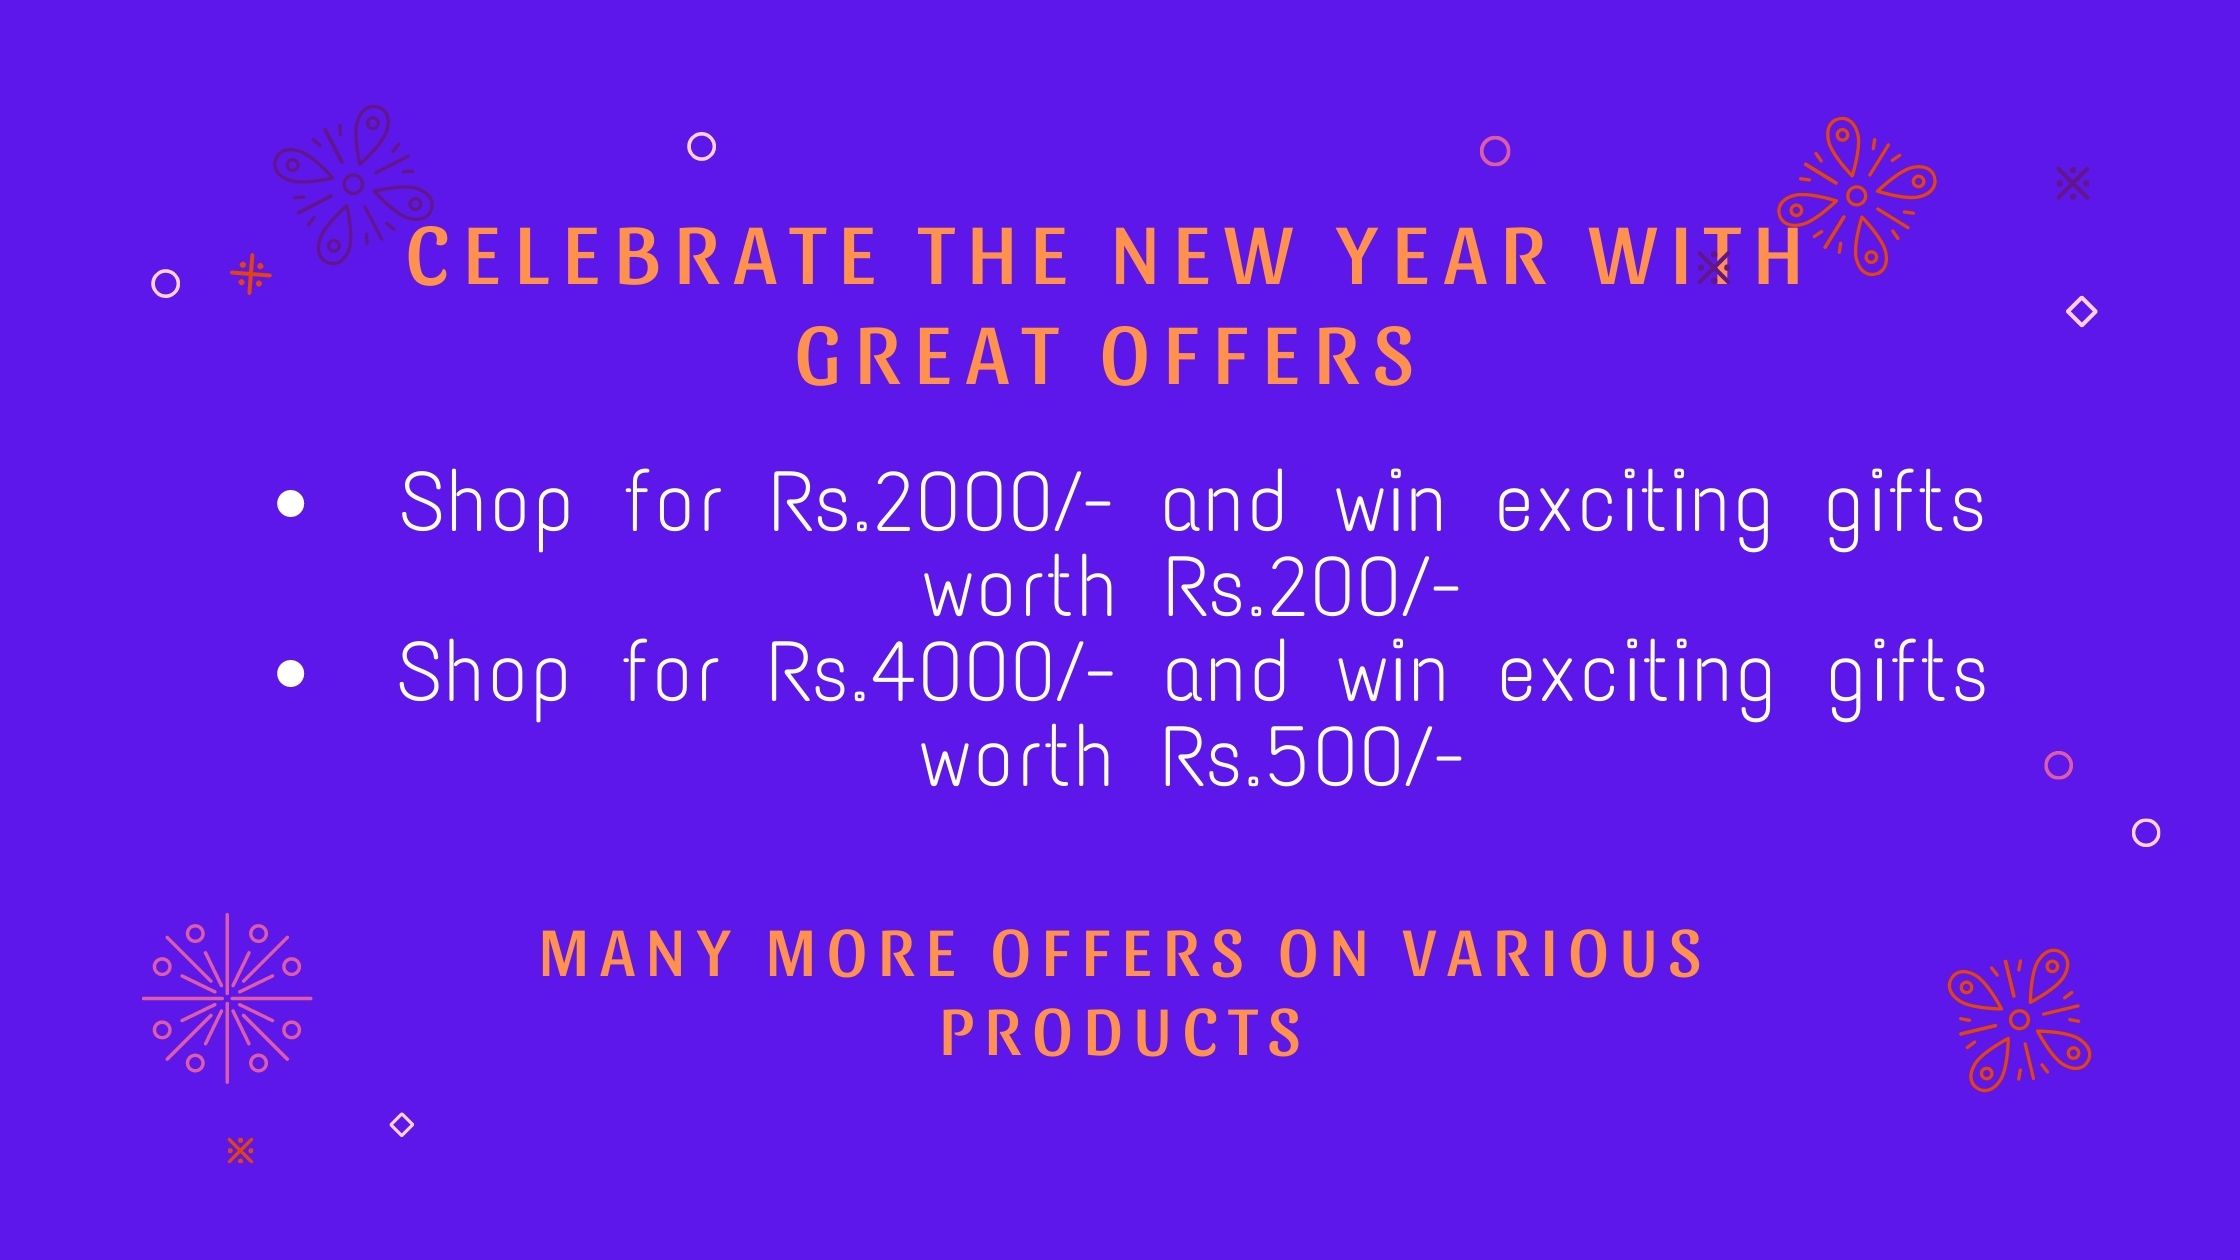 CELEBRATE THE NEW YEAR WITH
GREAT OFFERS
• Shop for Rs.2000/- and win exciting gifts
worth Rs.200/-
• Shop for Rs.4000/- and win exciting gifts
worth Rs.500/-
MANY MORE OFFERS ON VARIOUS
PRODUCTS